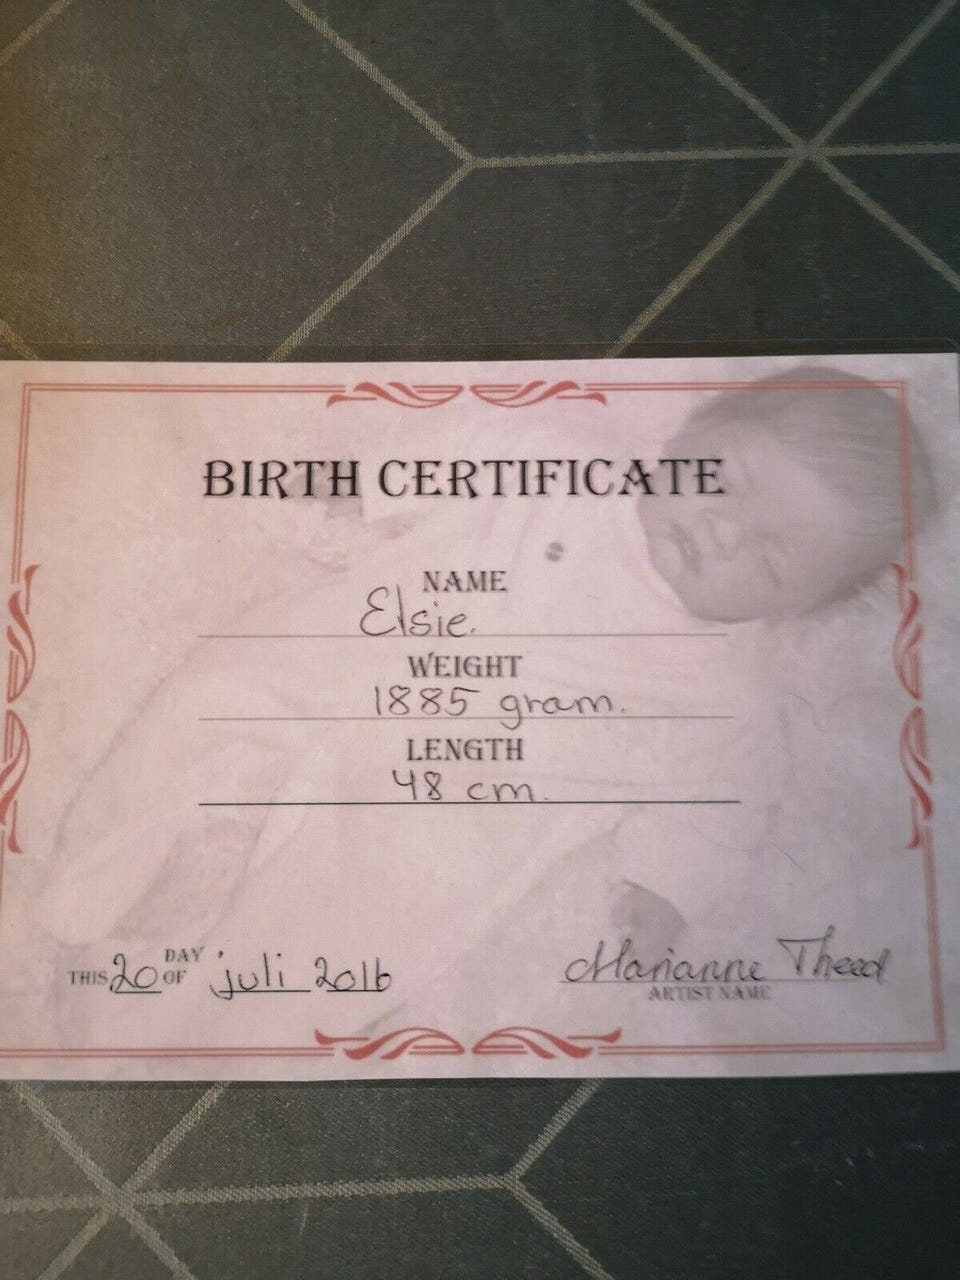 BIRTH CERTIFICATE
NAME
Elsie.
WEIGHT
1885 gram.
LENGTH
48 cm.
THIS 20 DAY OF juli 2016
Marianne Theed
ARTIST NAME